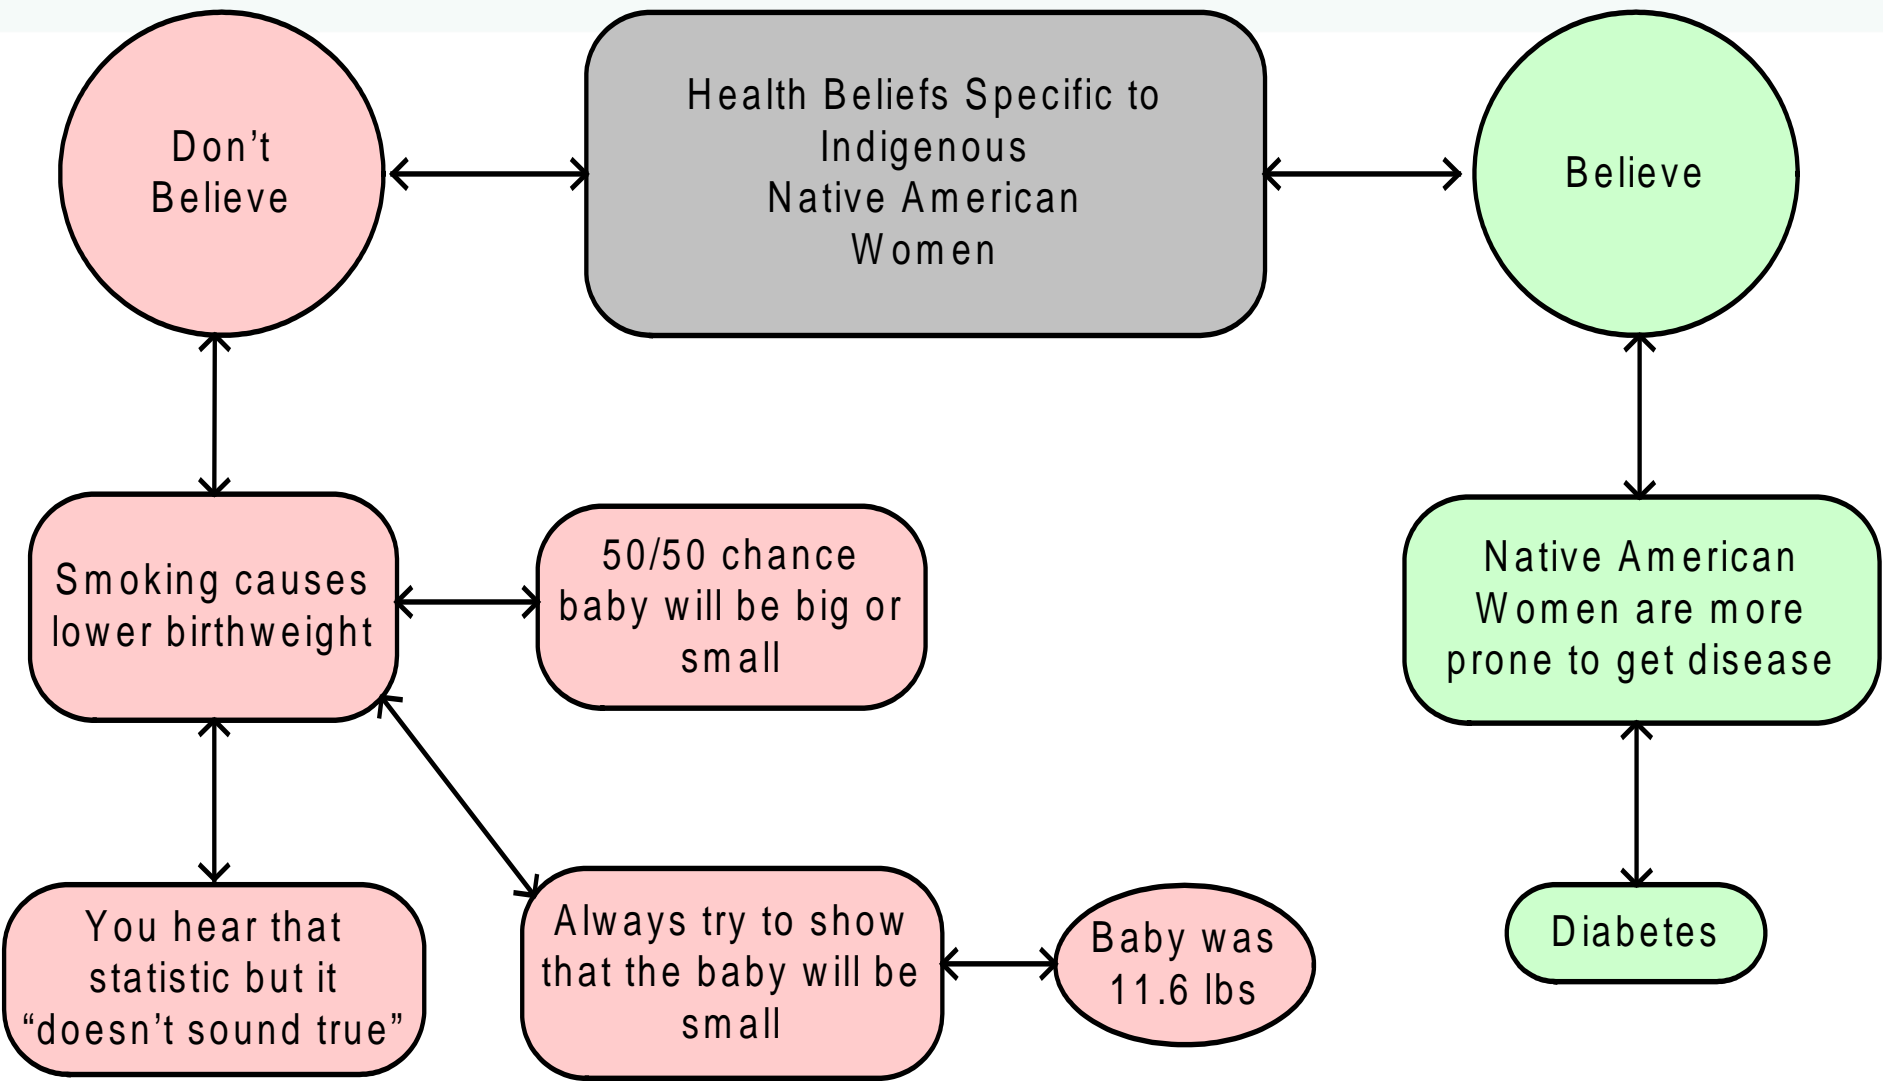 Don't
Believe
Health Beliefs Specific to
Indigenous
Native American
Women
Believe
Smoking causes
lower birthweight
50/50 chance
baby will be big or
small
Native American
Women are more
prone to get disease
You hear that
statistic but it
“doesn’t sound true”
Always try to show
that the baby will be
small
Baby was
11.6 lbs
Diabetes